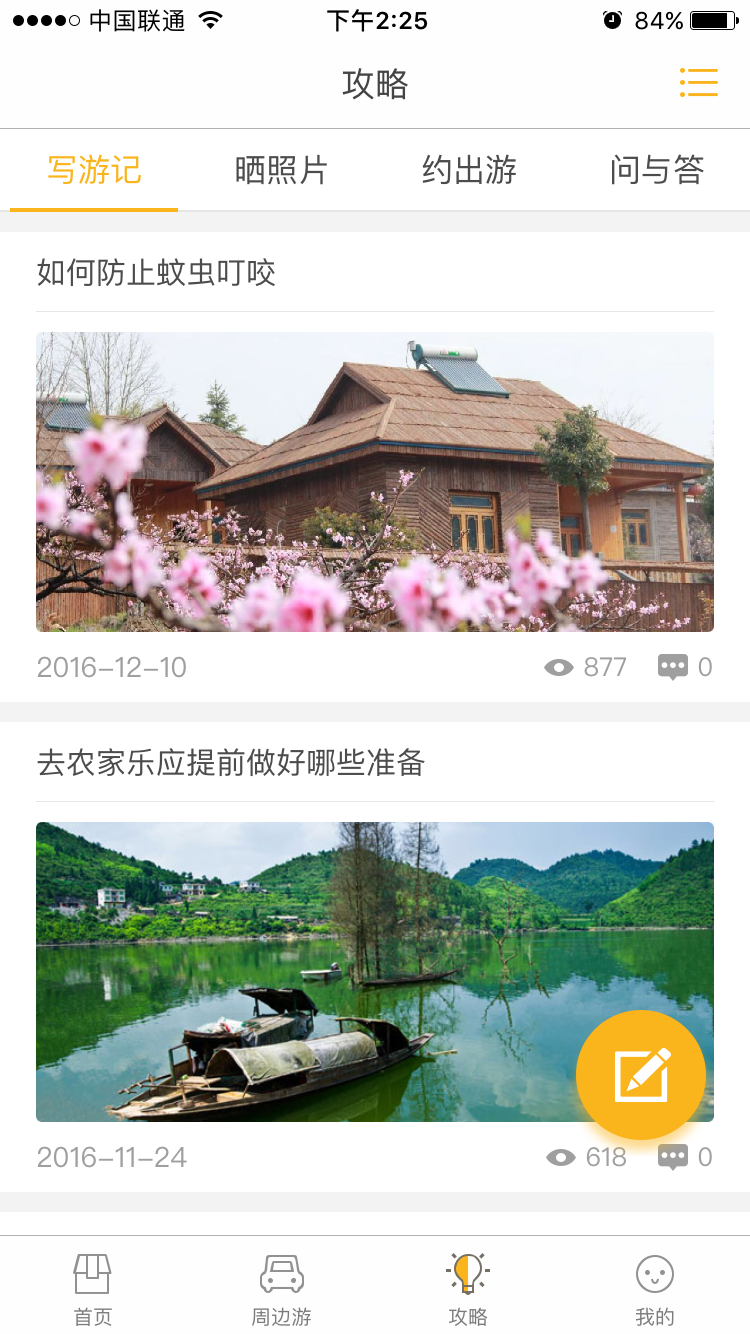 中国联通 下午2:25 84%
攻略
写游记 晒照片 约出游 问与答
如何防止蚊虫叮咬
2016-12-10 877 0
去农家乐应提前做好哪些准备
2016-11-24 618 0
首页 周边游 攻略 我的